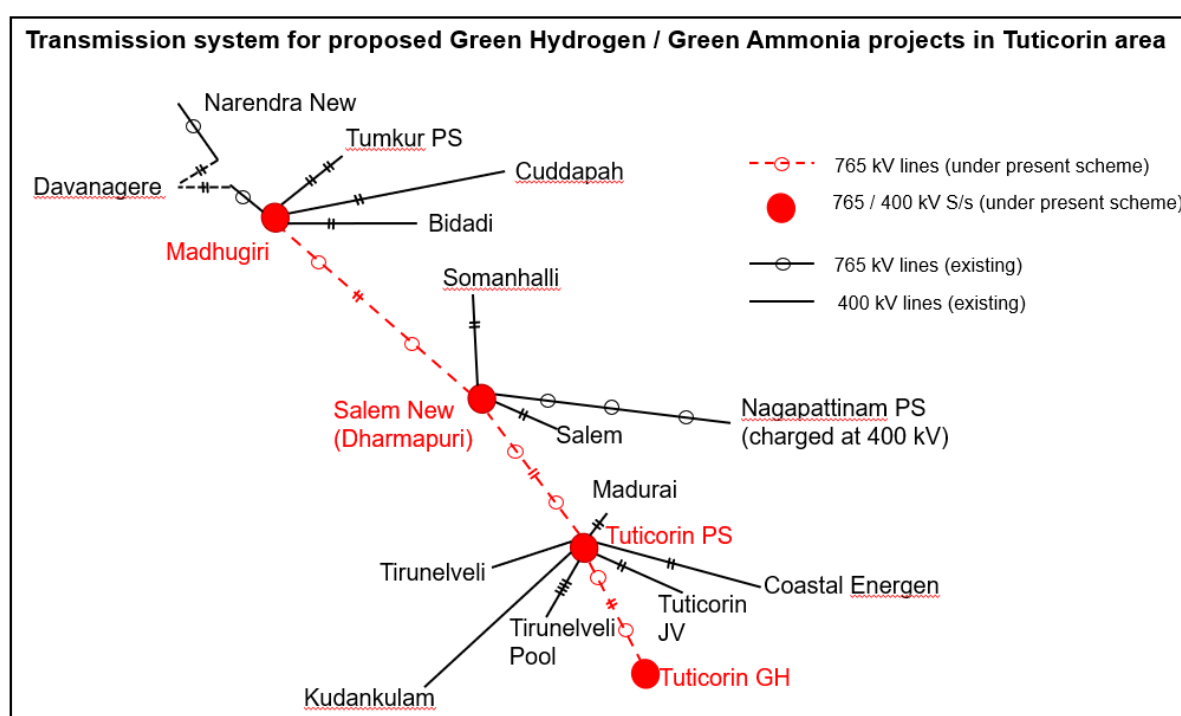 Transmission system for proposed Green Hydrogen / Green Ammonia projects in Tuticorin area
Narendra New
Tumkur PS
Cuddapah
Davanagere
Bidadi
Madhugiri
765 kV lines (under present scheme)
765 / 400 kV S/s (under present scheme)
765 kV lines (existing)
400 kV lines (existing)
Somanhalli
Salem New
(Dharmapuri)
Salem
Nagapattinam PS
(charged at 400 kV)
Madurai
Tuticorin PS
Tirunelveli
Coastal Energen
Tuticorin
JV
Tirunelveli
Pool
Kudankulam
Tuticorin GH